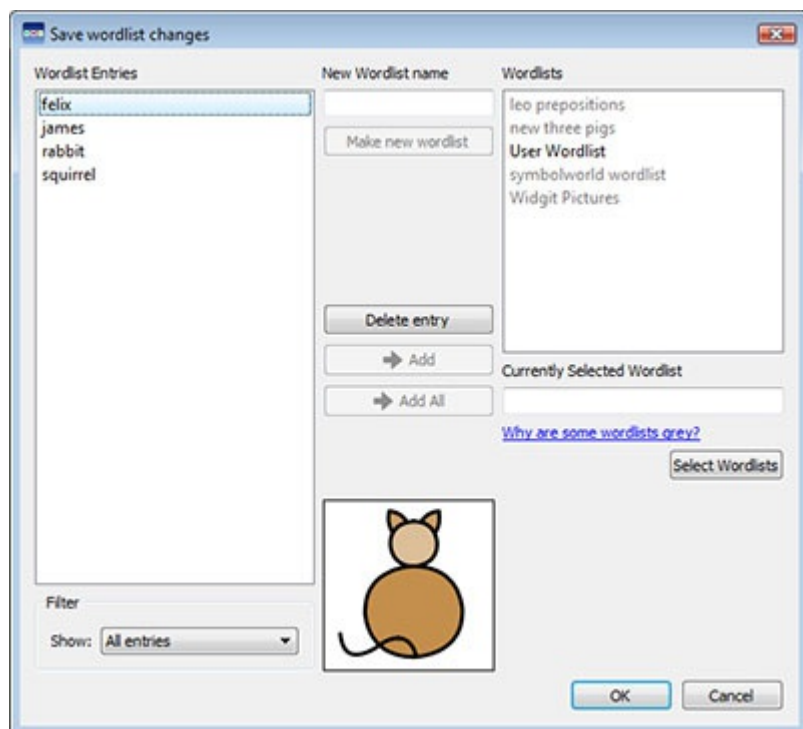 Save wordlist changes
Wordlist Entries
felix
james
rabbit
squirrel
Filter
Show: All entries
New Wordlist name
Make new wordlist
Delete entry
Add
Add All
Wordlists
leo prepositions
new three pigs
User Wordlist
symbolworld wordlist
Widgit Pictures
Currently Selected Wordlist
Why are some wordlists grey?
Select Wordlists
OK
Cancel